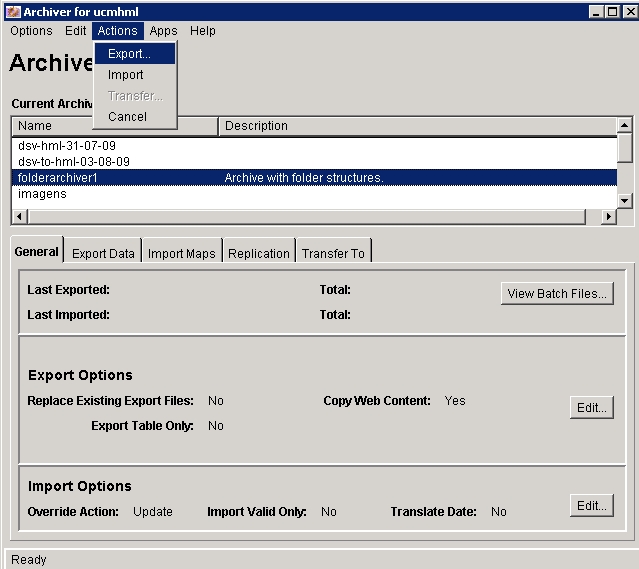 Archiver for ucmhml
Options Edit Actions Apps Help
Export...
Import
Transfer...
Cancel
Archive
Current Archiv
Name Description
dsv-hml-31-07-09
dsv-to-hml-03-08-09
folderarchiver1 Archive with folder structures.
imagens
General Export Data Import Maps Replication Transfer To
Last Exported: Total: View Batch Files...
Last Imported: Total:
Export Options
Replace Existing Export Files: No Copy Web Content: Yes Edit...
Export Table Only: No
Import Options
Override Action: Update Import Valid Only: No Translate Date: No Edit...
Ready